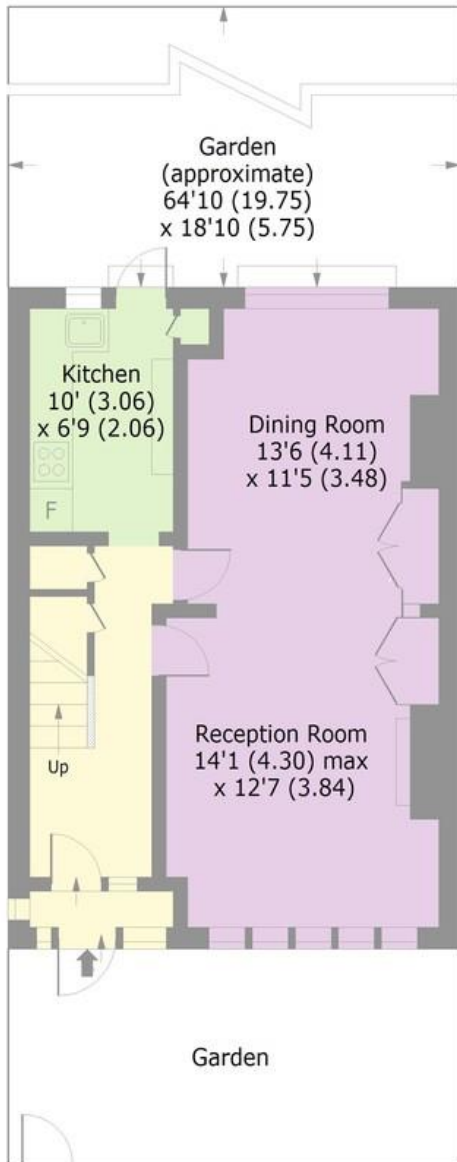 Garden
(approximate)
64'10 (19.75)
x 18'10 (5.75)
Kitchen
10' (3.06)
x 6'9 (2.06)
Dining Room
13'6 (4.11)
x 11'5 (3.48)
F
Reception Room
14'1 (4.30) max
x 12'7 (3.84)
Up
Garden